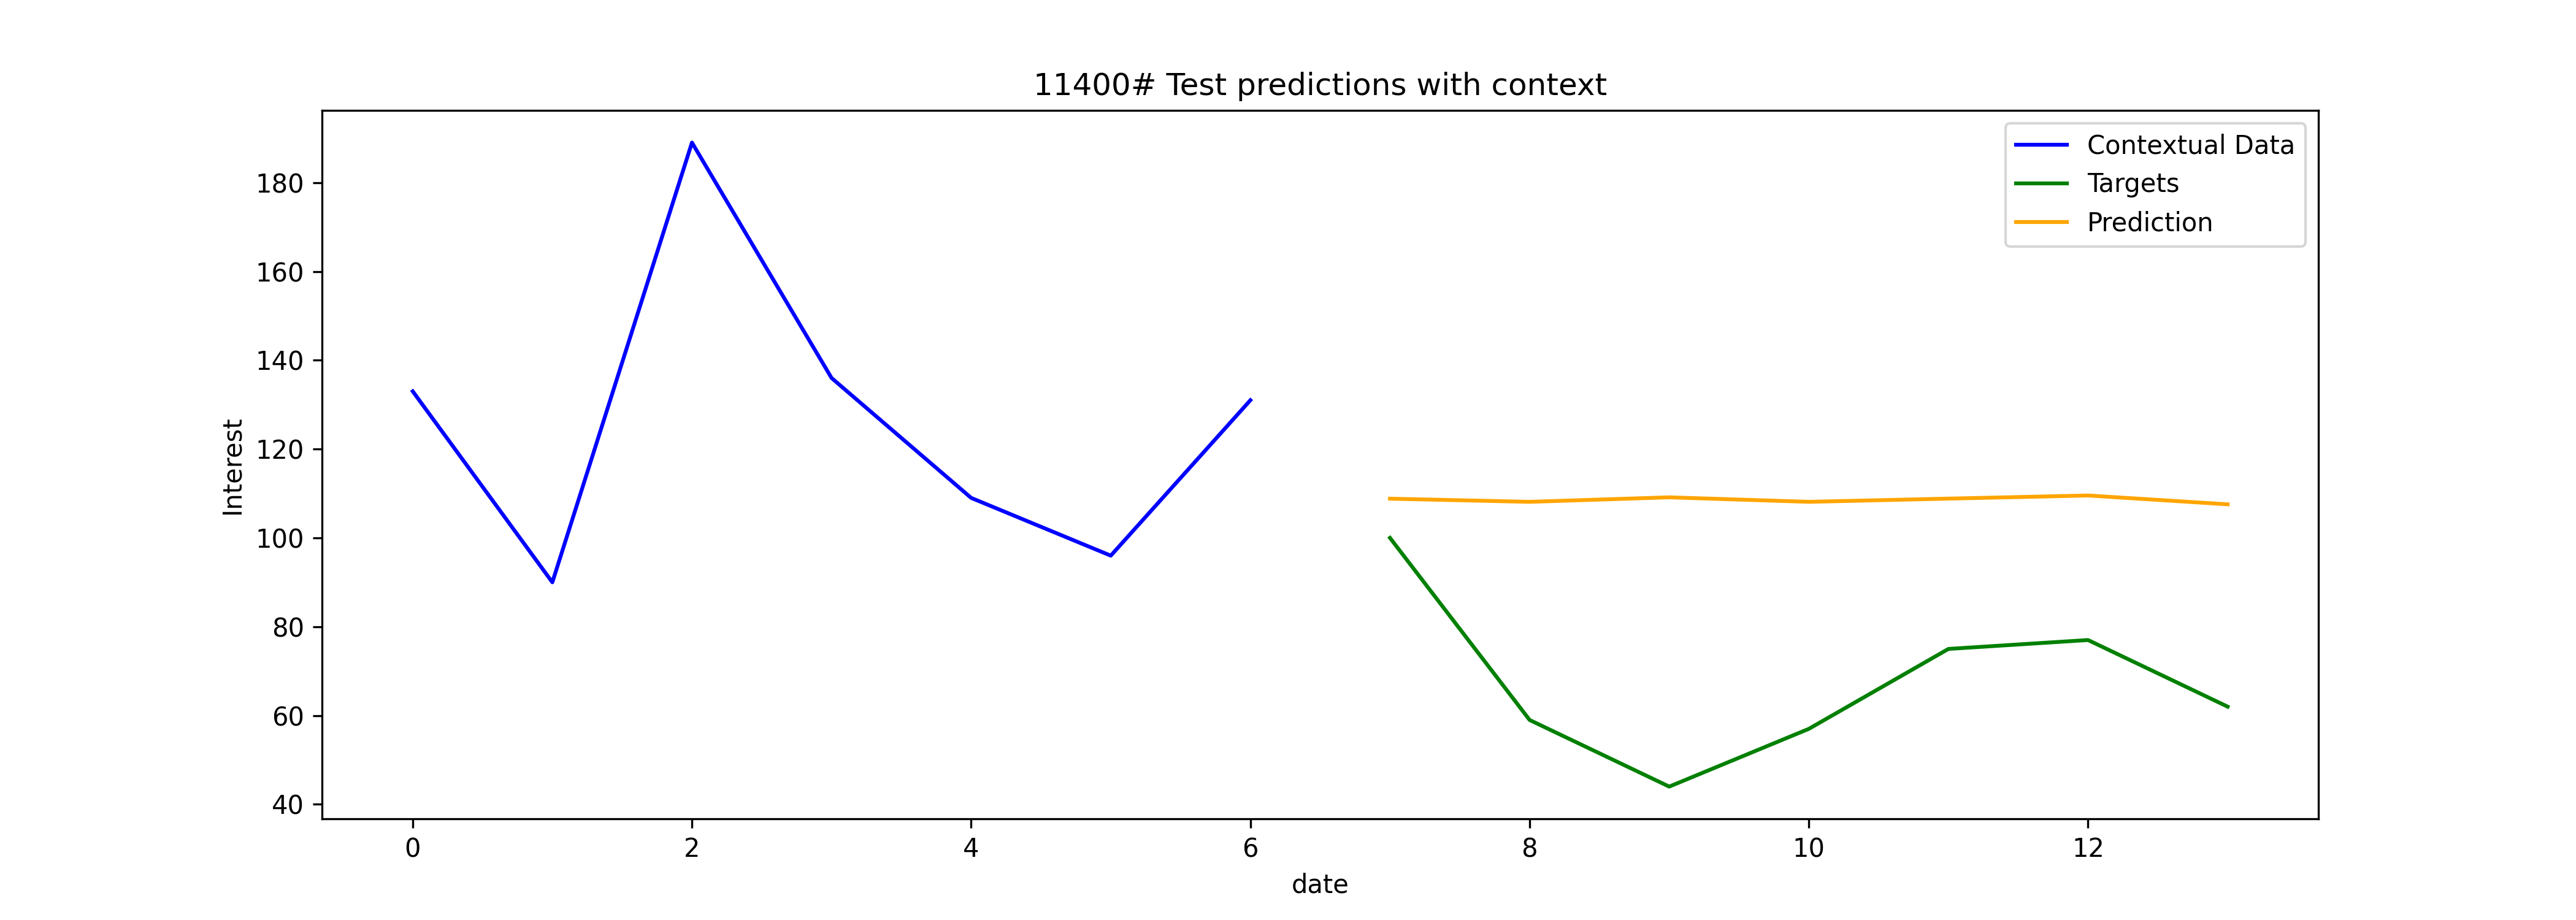 11400# Test predictions with context
Contextual Data
Targets
Prediction
Interest
180
160
140
120
100
80
60
40
0 2 4 6 8 10 12
date